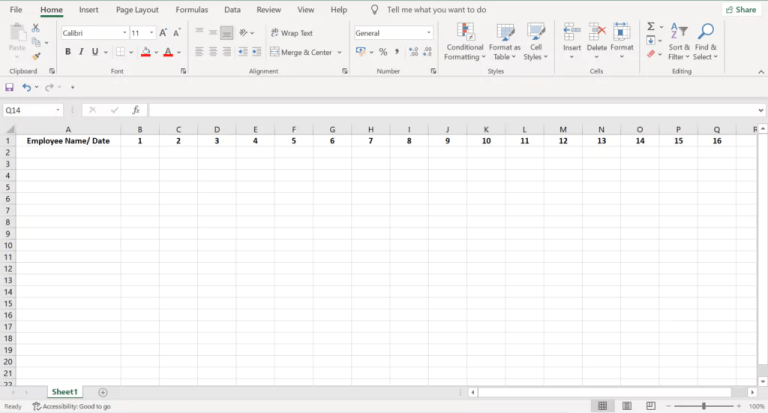 File Home Insert Page Layout Formulas Data Review View Help Tell me what you want to do Share
Paste
Calibri 11 A A
B I U A
ab Wrap Text
Merge & Center
General
$ % , .00 .00
Conditional Formatting
Format as Table
Cell Styles
Insert Delete Format
Sort & Filter
Find & Select
Clipboard Font Alignment Number Styles Cells Editing
Q14 fx
A B C D E F G H I J K L M N O P Q R
1 Employee Name/ Date 1 2 3 4 5 6 7 8 9 10 11 12 13 14 15 16
2
3
4
5
6
7
8
9
10
11
12
13
14
15
16
17
18
19
20
21
22
Sheet1
Ready Accessibility: Good to go 100%